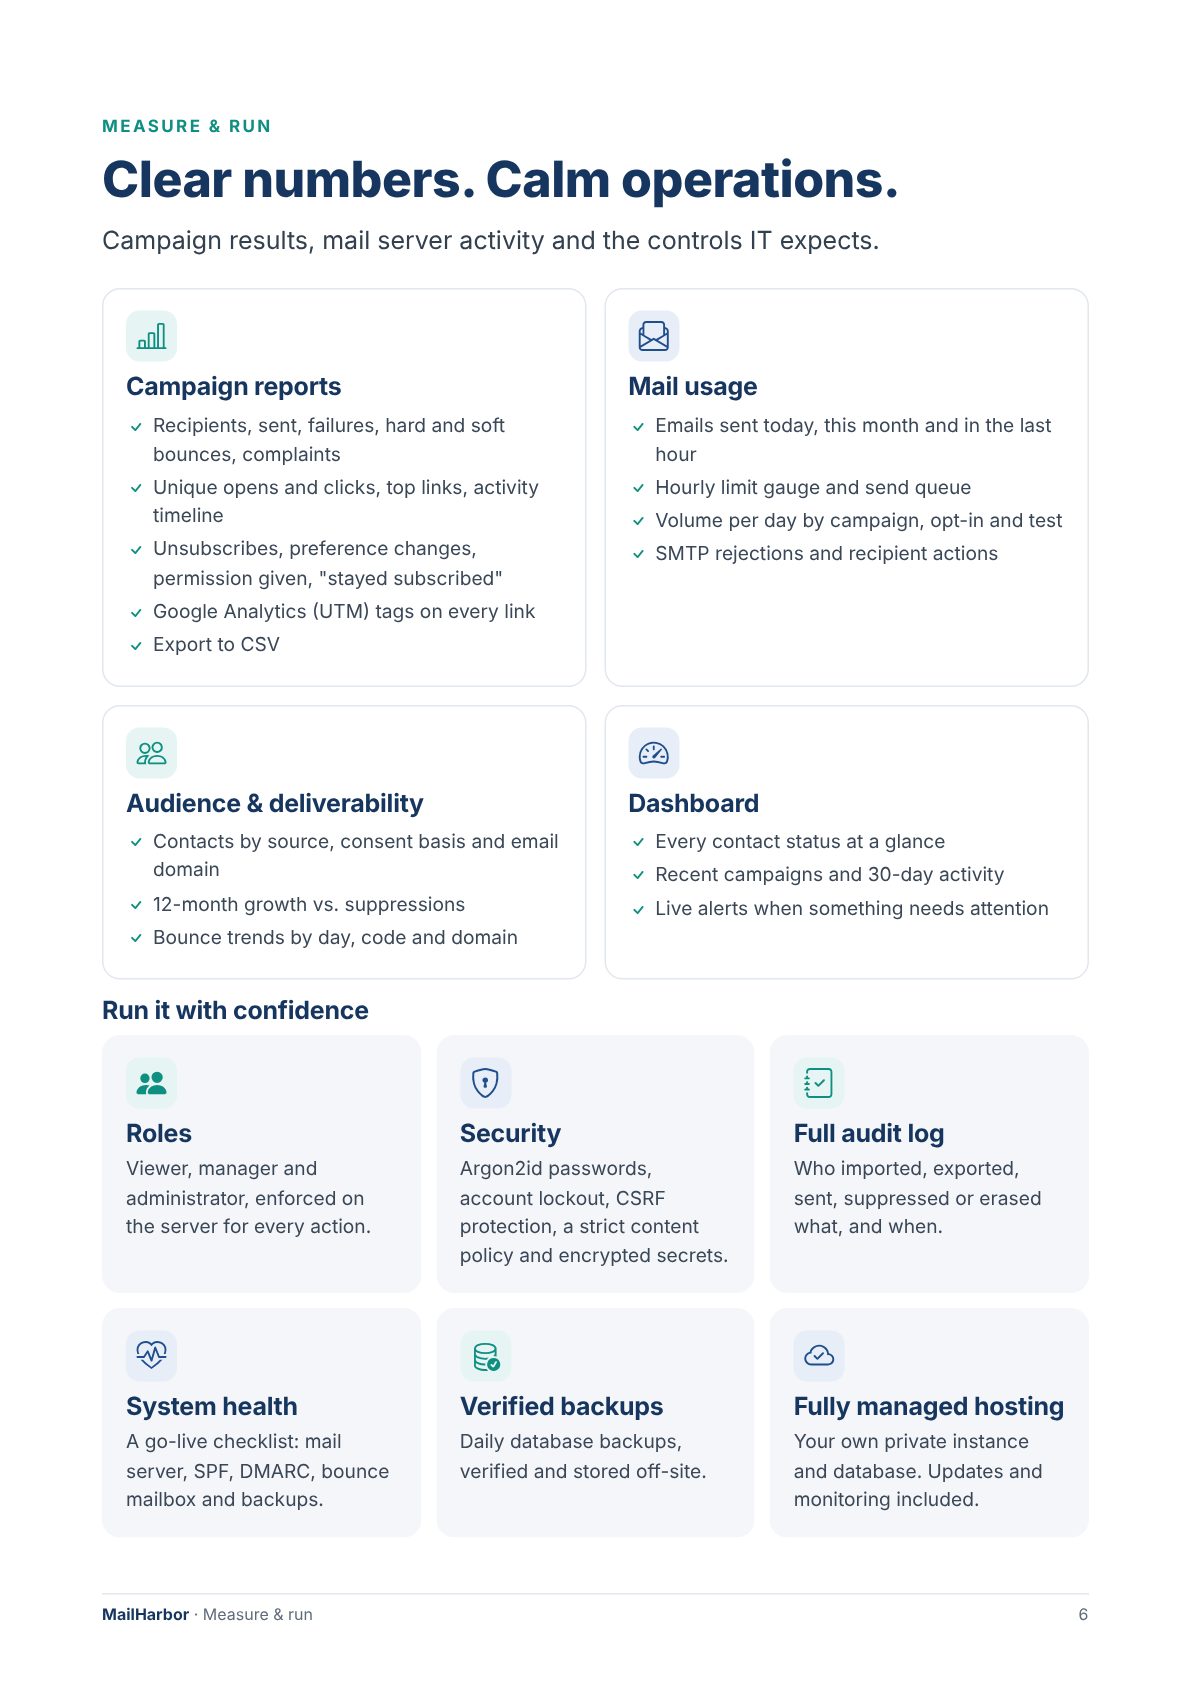 MEASURE & RUN
Clear numbers. Calm operations.
Campaign results, mail server activity and the controls IT expects.
Campaign reports
Recipients, sent, failures, hard and soft
bounces, complaints
Unique opens and clicks, top links, activity
timeline
Unsubscribes, preference changes,
permission given, "stayed subscribed"
Google Analytics (UTM) tags on every link
Export to CSV
Mail usage
Emails sent today, this month and in the last
hour
Hourly limit gauge and send queue
Volume per day by campaign, opt-in and test
SMTP rejections and recipient actions
Audience & deliverability
Contacts by source, consent basis and email
domain
12-month growth vs. suppressions
Bounce trends by day, code and domain
Dashboard
Every contact status at a glance
Recent campaigns and 30-day activity
Live alerts when something needs attention
Run it with confidence
Roles
Viewer, manager and
administrator, enforced on
the server for every action.
Security
Argon2id passwords,
account lockout, CSRF
protection, a strict content
policy and encrypted secrets.
Full audit log
Who imported, exported,
sent, suppressed or erased
what, and when.
System health
A go-live checklist: mail
server, SPF, DMARC, bounce
mailbox and backups.
Verified backups
Daily database backups,
verified and stored off-site.
Fully managed hosting
Your own private instance
and database. Updates and
monitoring included.
MailHarbor · Measure & run
6